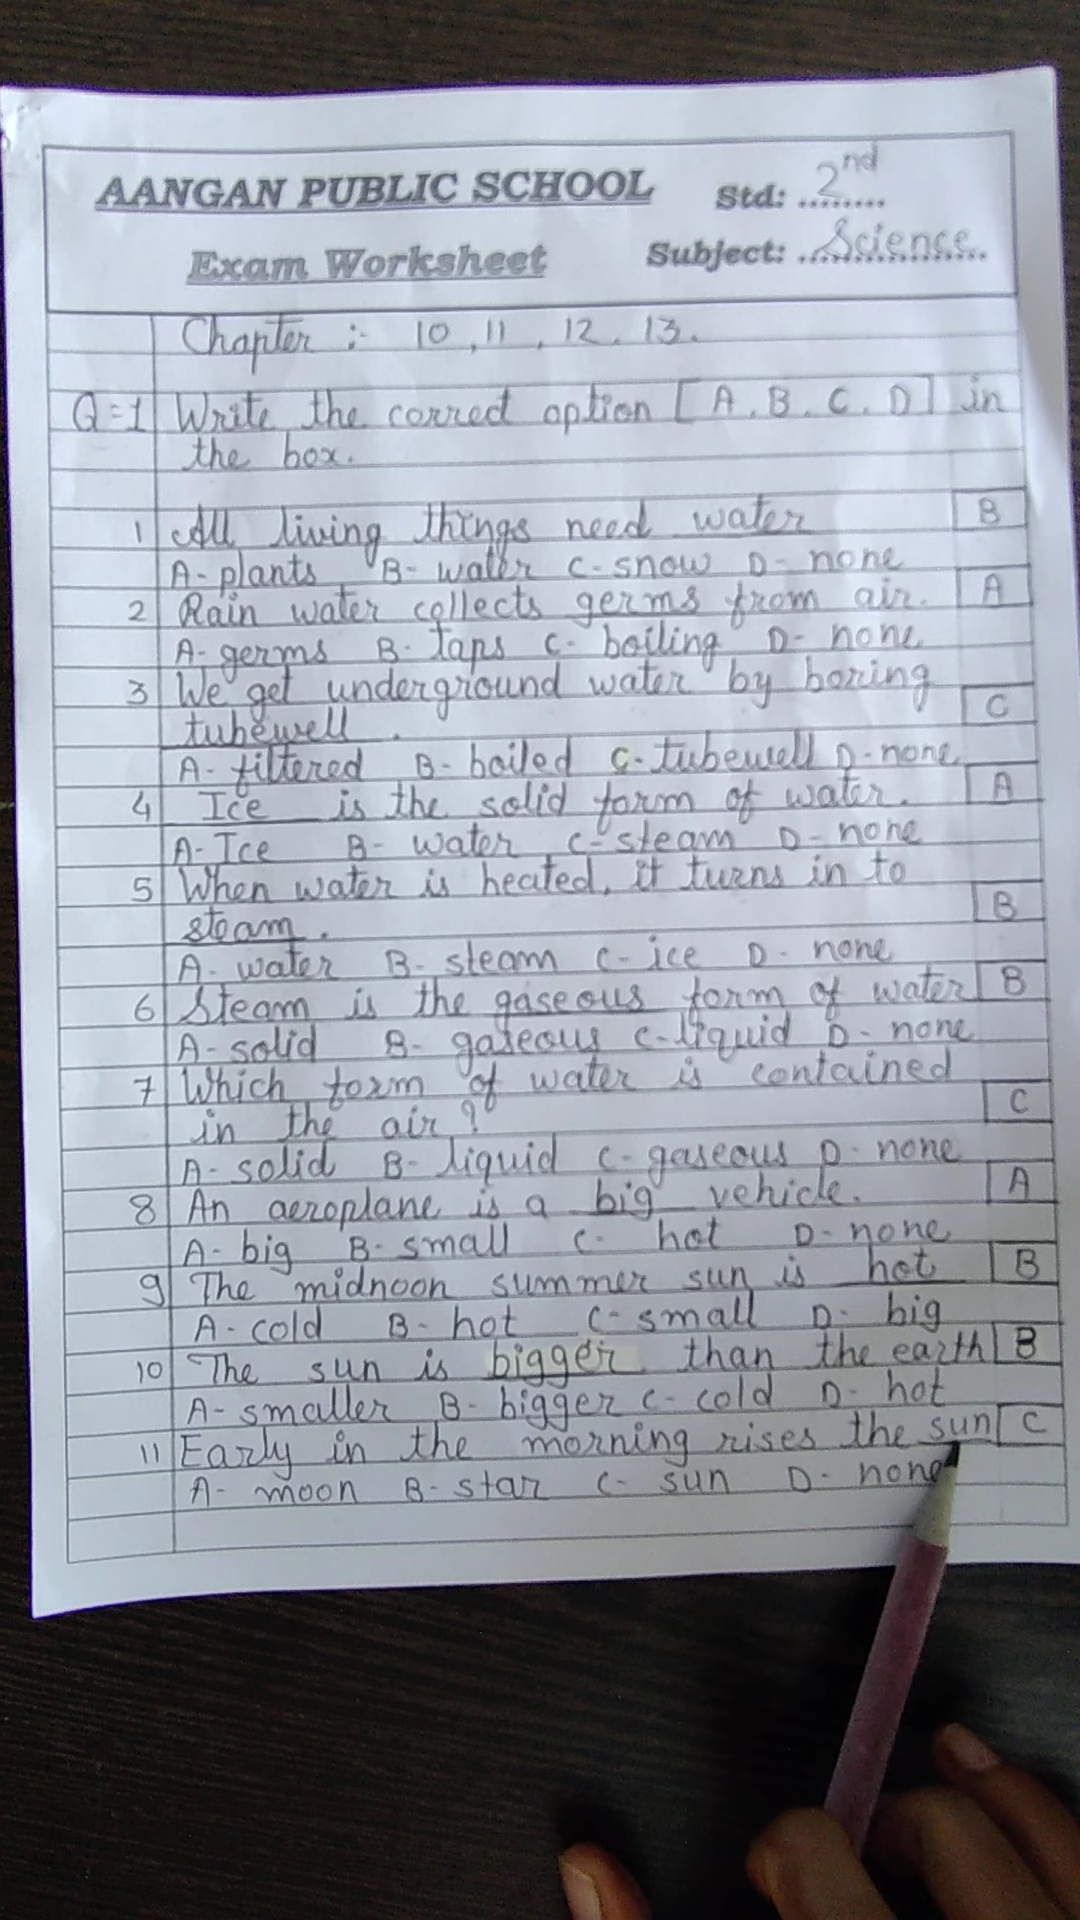 AANGAN PUBLIC SCHOOL Std: 2nd
Exam Worksheet Subject: Science
Chapter :- 10, 11, 12, 13.
Q=1 Write the correct option [A, B, C, D] in
the box.
1 All living things need water B
A- plants B- water C- snow D- none
2 Rain water collects germs from air. A
A- germs B- taps C- boiling D- none
3 We get underground water by boring
tubewell. C
A- filtered B- boiled C- tubewell D- none
4 Ice is the solid form of water. A
A- Ice B- water C- steam D- none
5 When water is heated, it turns in to
steam. B
A- water B- steam C- ice D- none
6 Steam is the gaseous form of water B
A- solid B- gaseous C- liquid D- none
7 Which form of water is contained
in the air? C
A- solid B- liquid C- gaseous D- none
8 An aeroplane is a big vehicle. A
A- big B- small C- hot D- none
9 The midnoon summer sun is hot B
A- cold B- hot C- small D- big
10 The sun is bigger than the earth B
A- smaller B- bigger C- cold D- hot
11 Early in the morning rises the sun C
A- moon B- star C- sun D- none